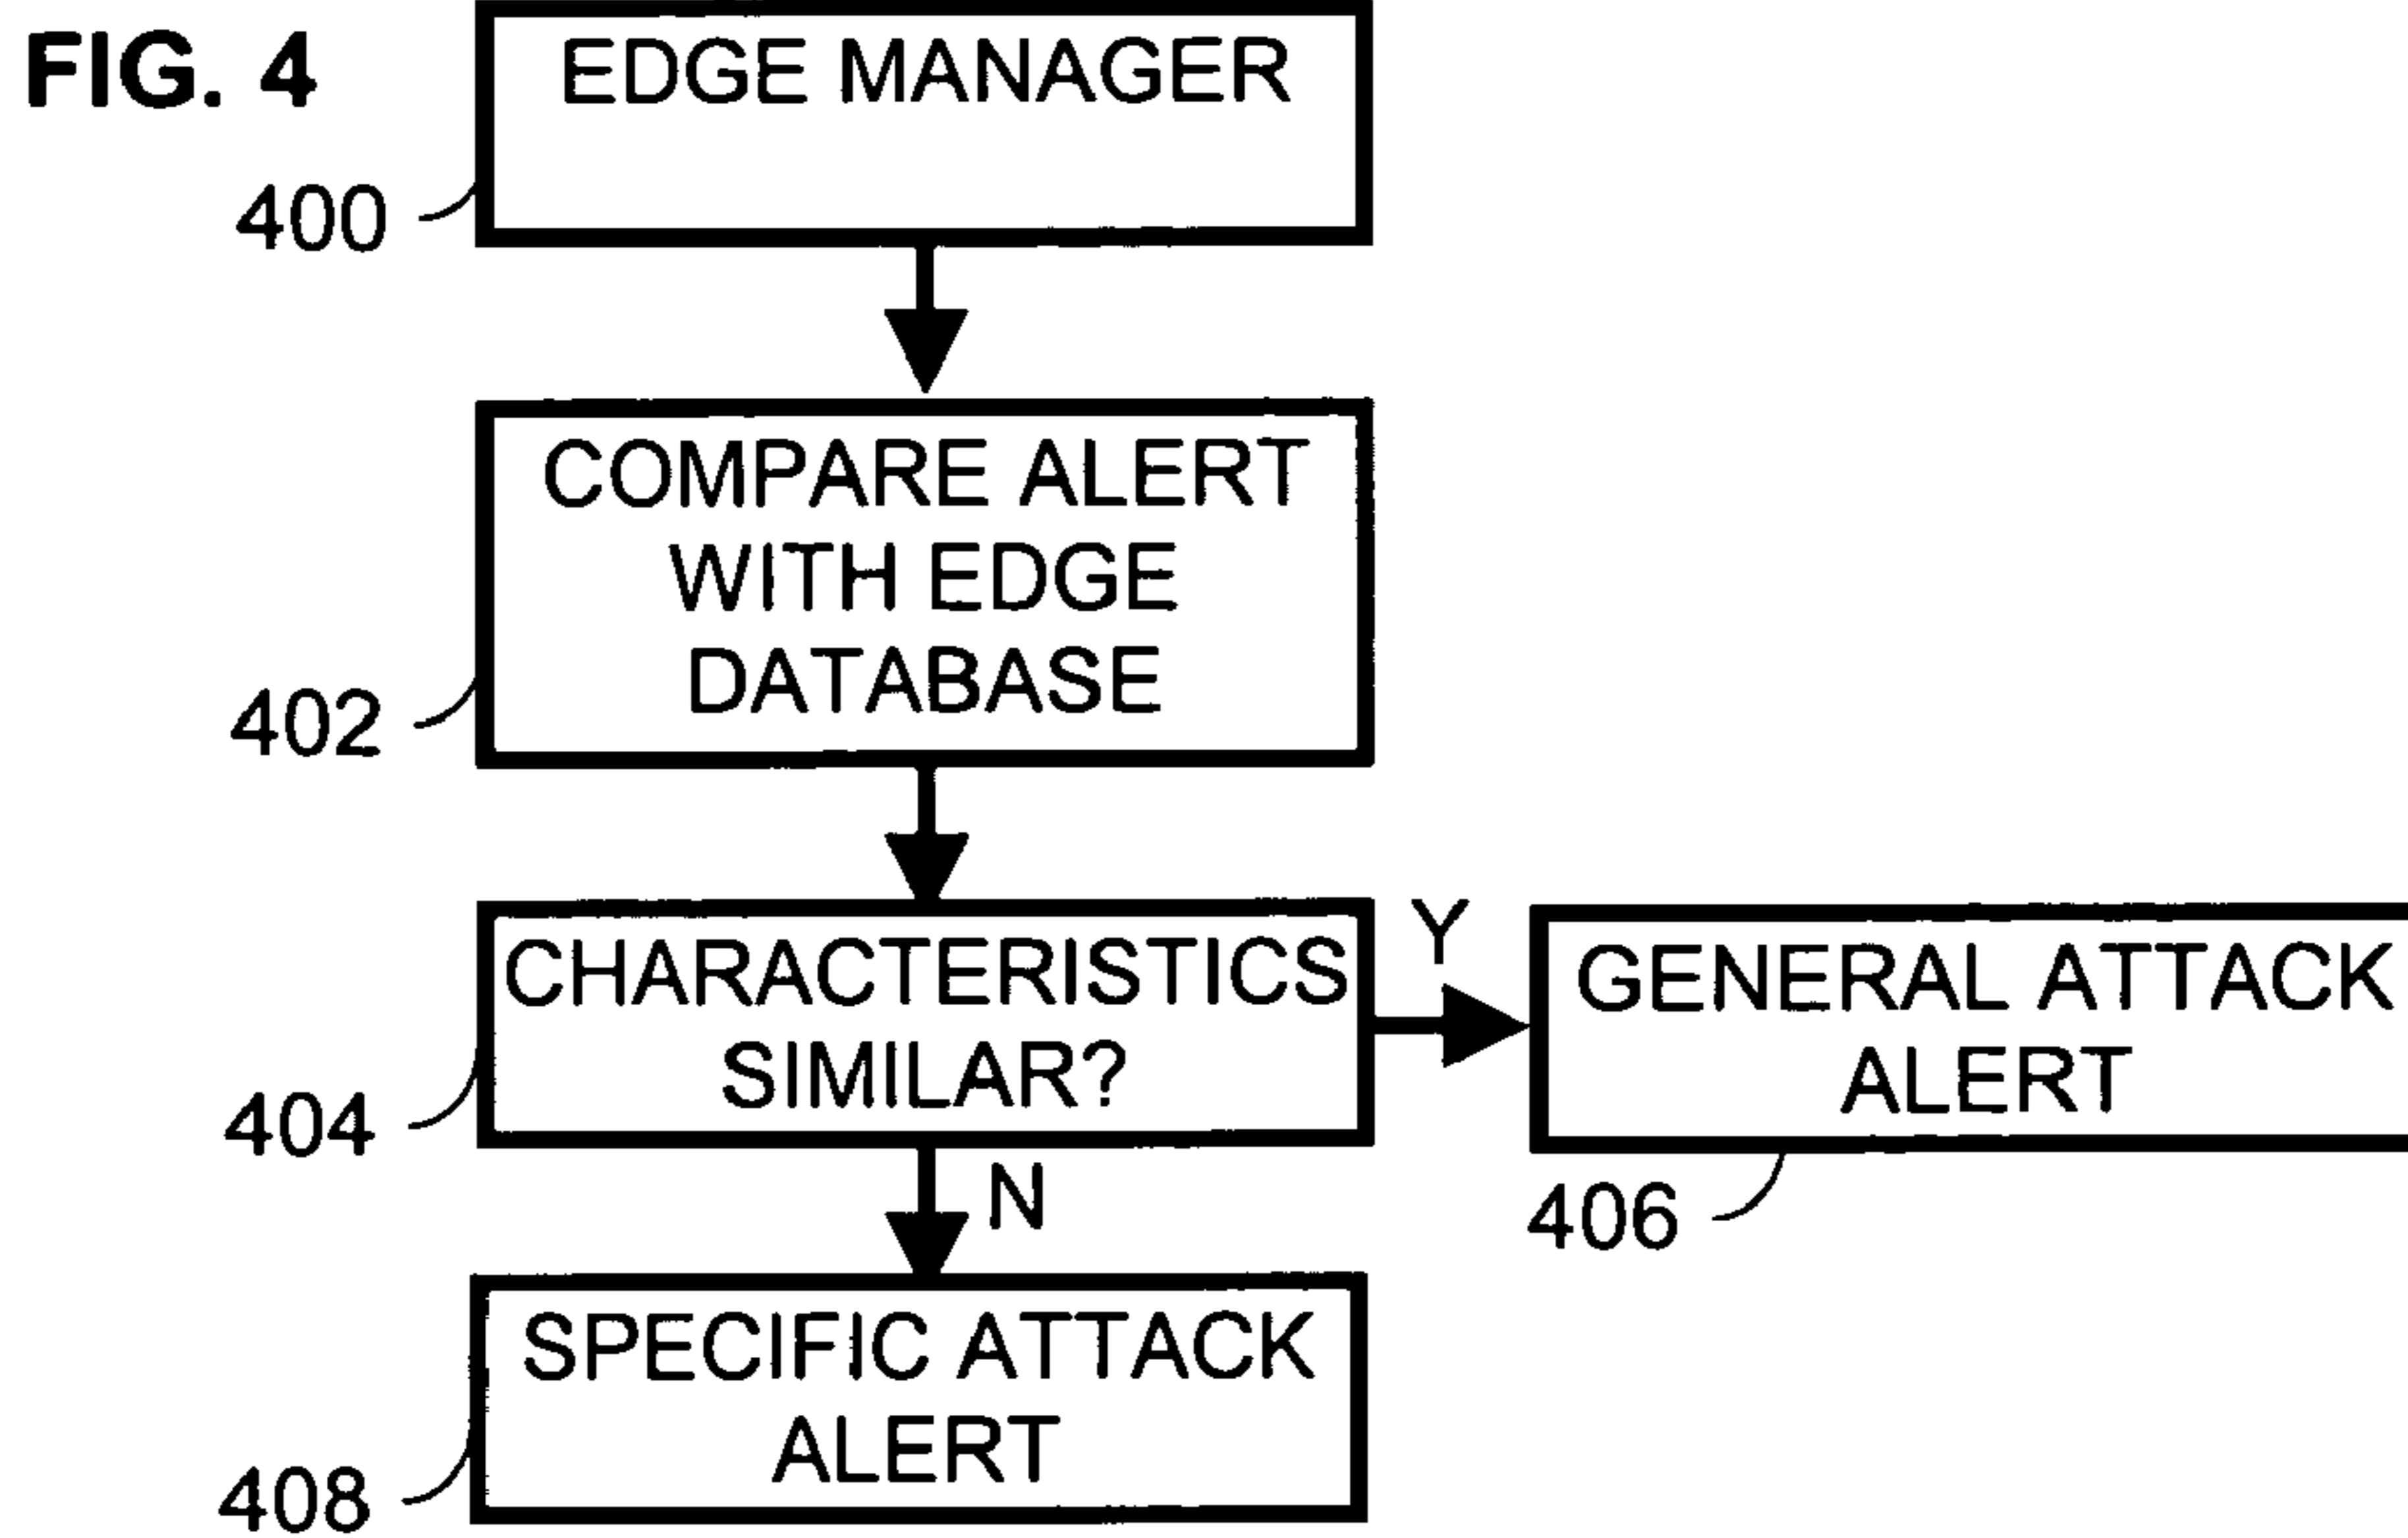 FIG. 4
EDGE MANAGER
400
COMPARE ALERT
WITH EDGE
DATABASE
402
CHARACTERISTICS
SIMILAR?
404
Y
GENERAL ATTACK
ALERT
406
N
SPECIFIC ATTACK
ALERT
408